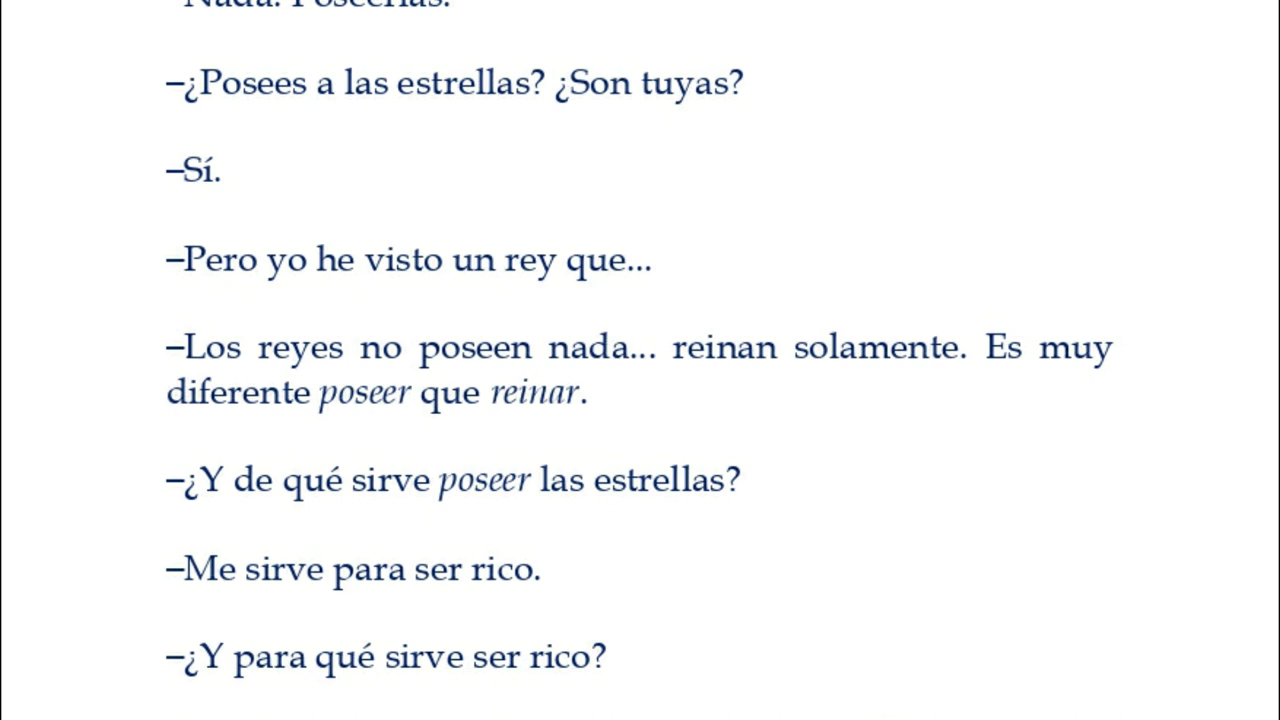 –Nada. Poseerlas.
–¿Posees a las estrellas? ¿Son tuyas?
–Sí.
–Pero yo he visto un rey que...
–Los reyes no poseen nada... reinan solamente. Es muy
diferente poseer que reinar.
–¿Y de qué sirve poseer las estrellas?
–Me sirve para ser rico.
–¿Y para qué sirve ser rico?